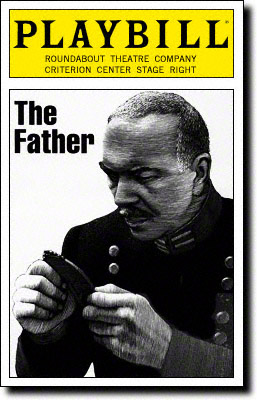 PLAYBILL
ROUNDABOUT THEATRE COMPANY
CRITERION CENTER STAGE RIGHT
The
Father